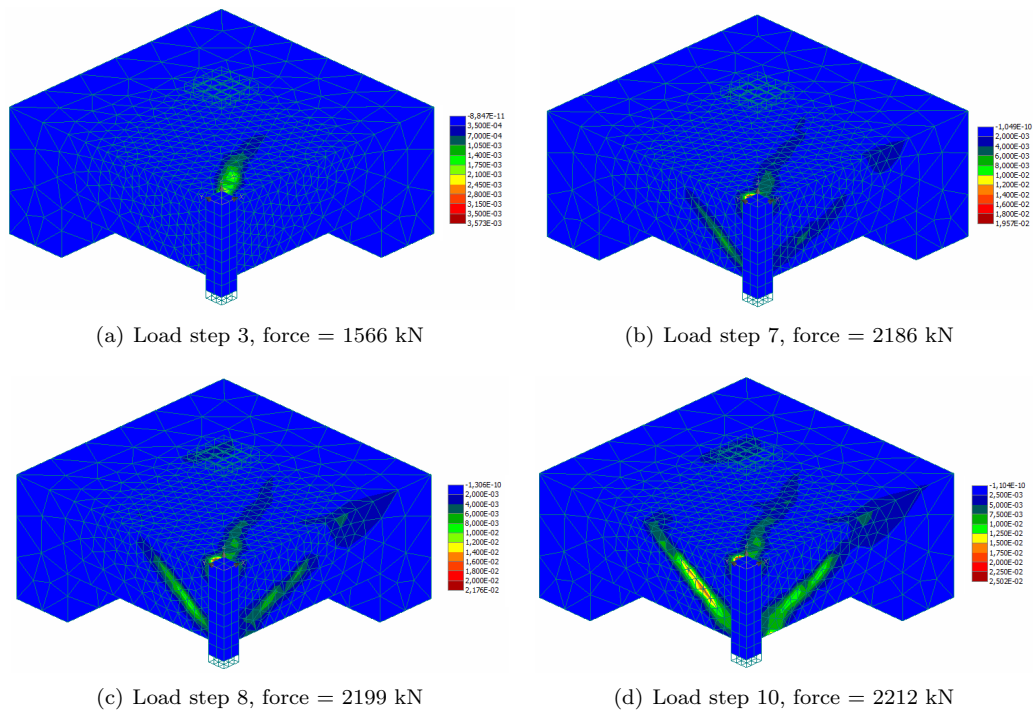 -8,847E-11
3,500E-04
7,000E-04
1,050E-03
1,400E-03
1,750E-03
2,100E-03
2,450E-03
2,800E-03
3,150E-03
3,500E-03
3,573E-03
-1,049E-10
2,000E-03
4,000E-03
6,000E-03
8,000E-03
1,000E-02
1,200E-02
1,400E-02
1,600E-02
1,800E-02
1,957E-02
(a) Load step 3, force = 1566 kN
(b) Load step 7, force = 2186 kN
-1,306E-10
2,000E-03
4,000E-03
6,000E-03
8,000E-03
1,000E-02
1,200E-02
1,400E-02
1,600E-02
1,800E-02
2,000E-02
2,176E-02
-1,104E-10
2,500E-03
5,000E-03
7,500E-03
1,000E-02
1,250E-02
1,500E-02
1,750E-02
2,000E-02
2,250E-02
2,502E-02
(c) Load step 8, force = 2199 kN
(d) Load step 10, force = 2212 kN